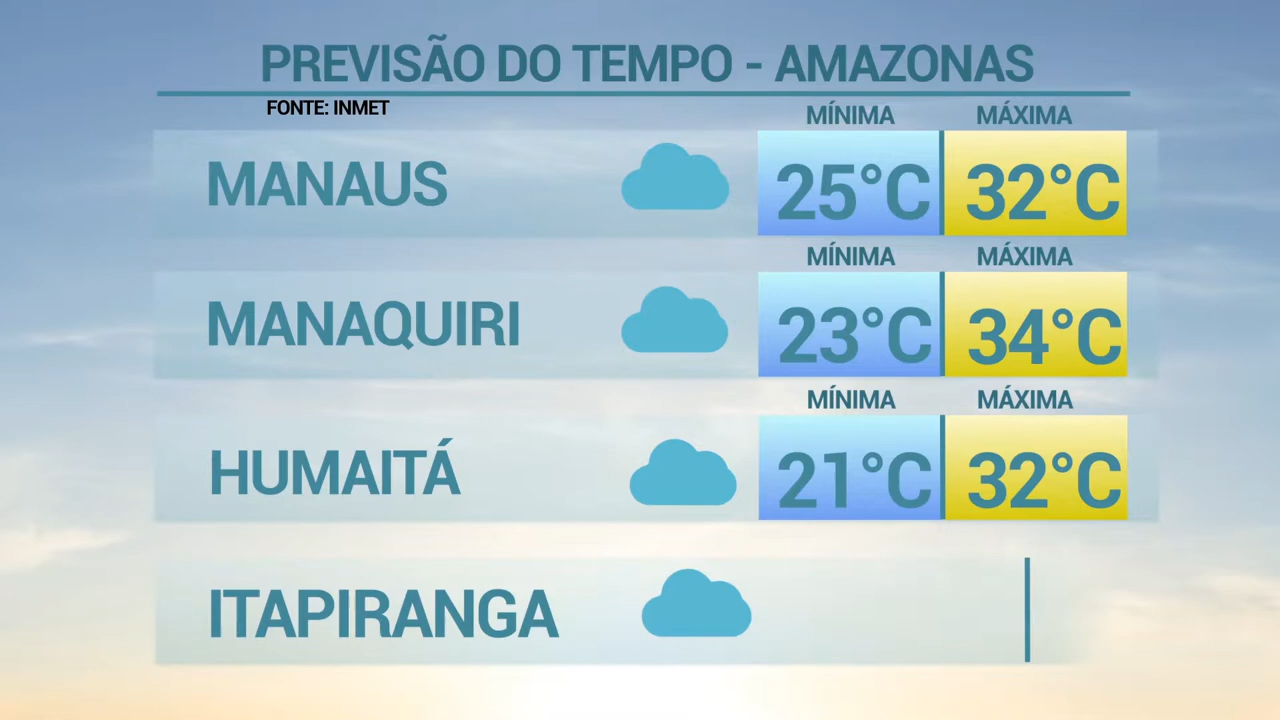 PREVISÃO DO TEMPO - AMAZONAS
FONTE: INMET
MÍNIMA MÁXIMA
MANAUS 25°C 32°C
MÍNIMA MÁXIMA
MANAQUIRI 23°C 34°C
MÍNIMA MÁXIMA
HUMAITÁ 21°C 32°C
ITAPIRANGA